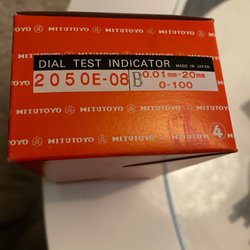 MITUTOYO MITUTOYO MITUTOYO
DIAL TEST INDICATOR MADE IN JAPAN
2050E-08 B 0.01mm-20mm
0-100
MITUTOYO MITUTOYO MITUTOYO
MITUTOYO MITUTOYO
4